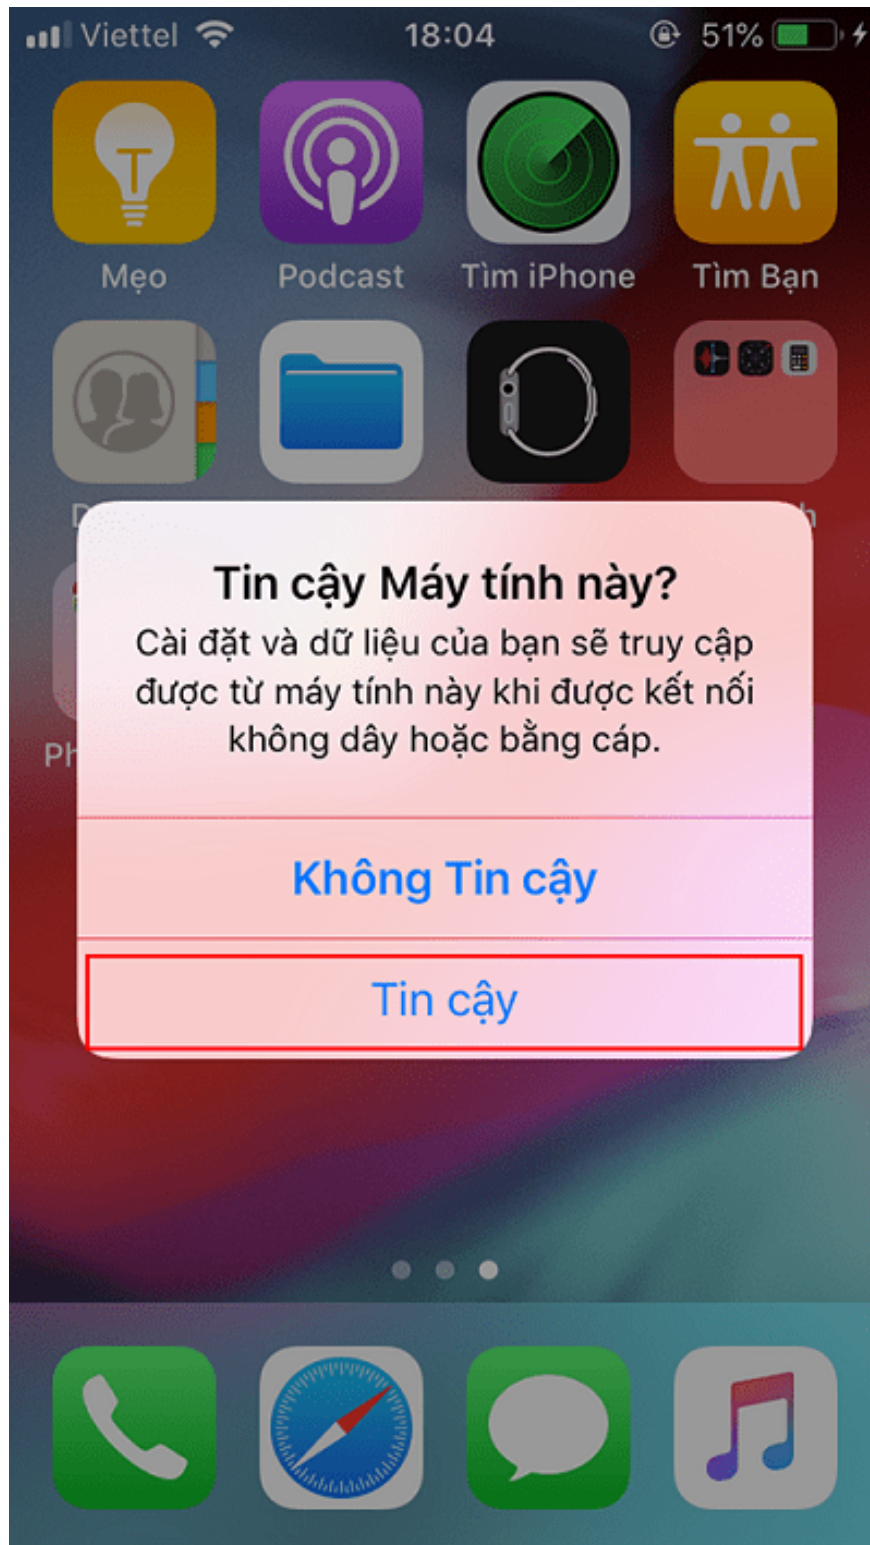 Viettel 18:04 51%
Mẹo Podcast Tìm iPhone Tìm Bạn
Tin cậy Máy tính này?
Cài đặt và dữ liệu của bạn sẽ truy cập
được từ máy tính này khi được kết nối
không dây hoặc bằng cáp.
Không Tin cậy
Tin cậy